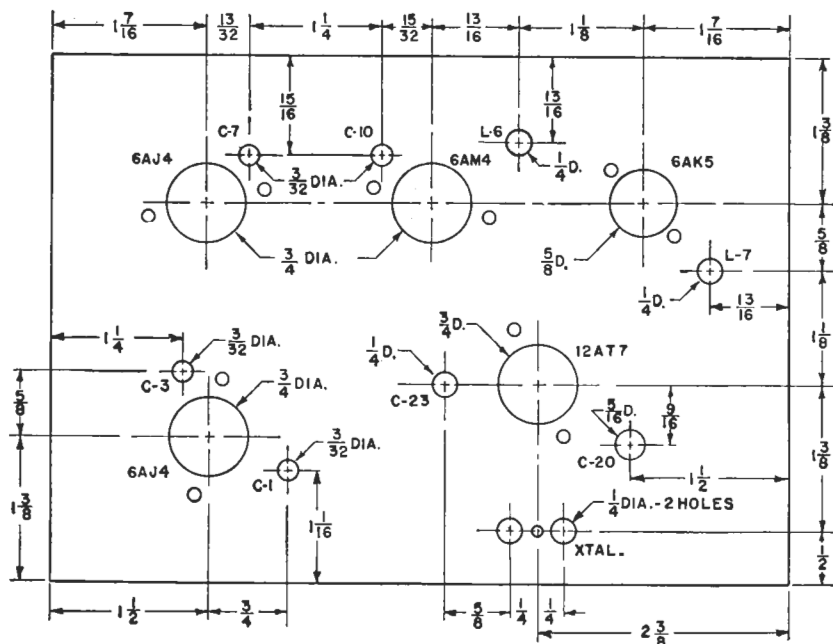 1 7/16 13/32 1 1/4 15/32 13/16 1 1/8 1 7/16
15/16
13/16
1 3/8
C-7
C-10
L-6
6AJ4
6AM4
6AK5
3/32 DIA.
1/4 D.
5/8
3/4 DIA.
5/8 D.
L-7
1/4 D.
13/16
1 1/4
3/32 DIA.
3/4 D.
1 1/8
1/4 D.
12AT7
C-3
3/4 DIA.
5/8
C-23
5/16 D.
9/16
1 3/8
3/32 DIA.
6AJ4
C-1
C-20
1 1/2
1 3/8
1 1/16
1/4 DIA.-2 HOLES
XTAL.
1/2
1 1/2 3/4 5/8 1/4 1/4
2 3/8